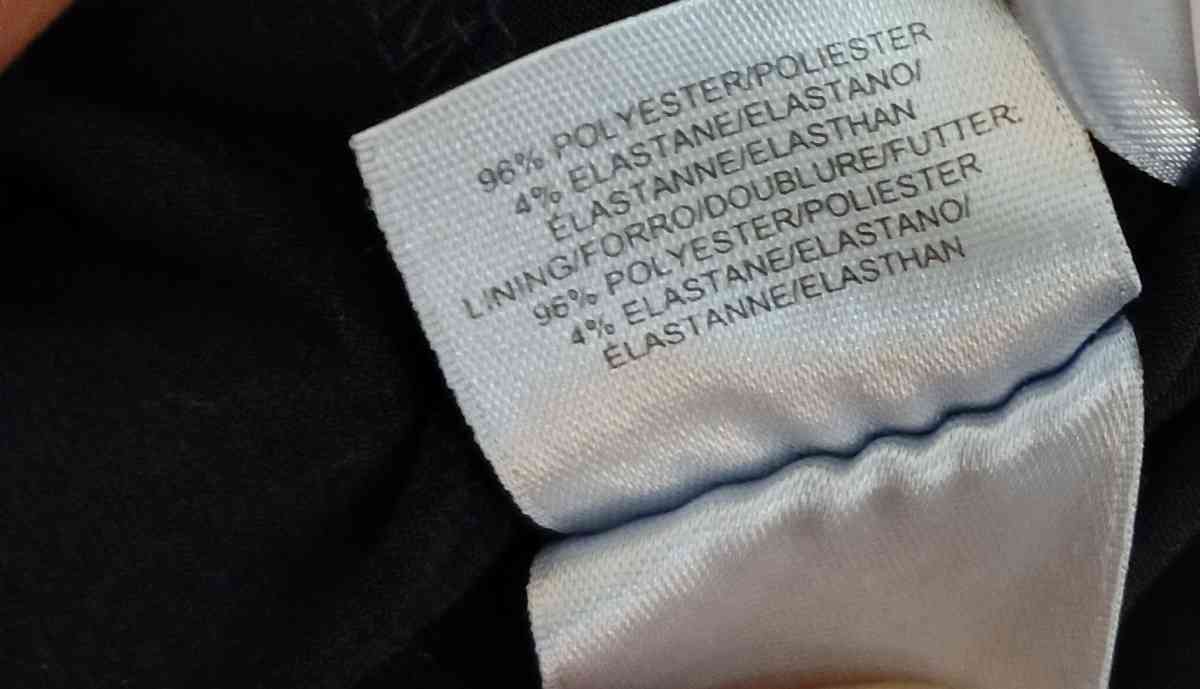 96% POLYESTER/POLIESTER
4% ELASTANE/ELASTANO/
ÉLASTANNE/ELASTHAN
LINING/FORRO/DOUBLURE/FUTTER:
96% POLYESTER/POLIESTER
4% ELASTANE/ELASTANO/
ÉLASTANNE/ELASTHAN